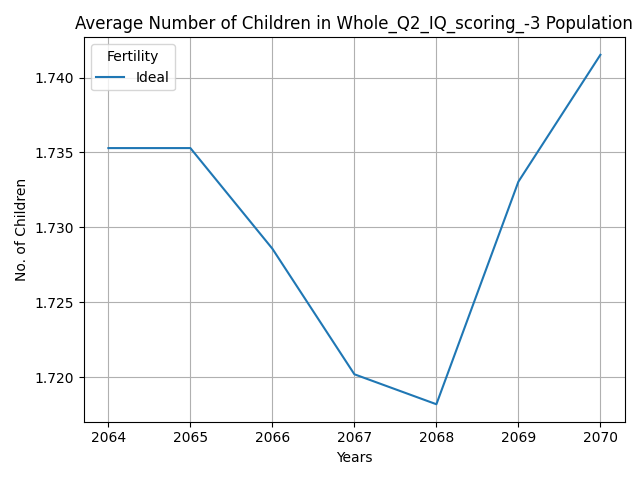 Average Number of Children in Whole_Q2_IQ_scoring_-3 Population
Fertility
Ideal
No. of Children
1.740
1.735
1.730
1.725
1.720
2064 2065 2066 2067 2068 2069 2070
Years